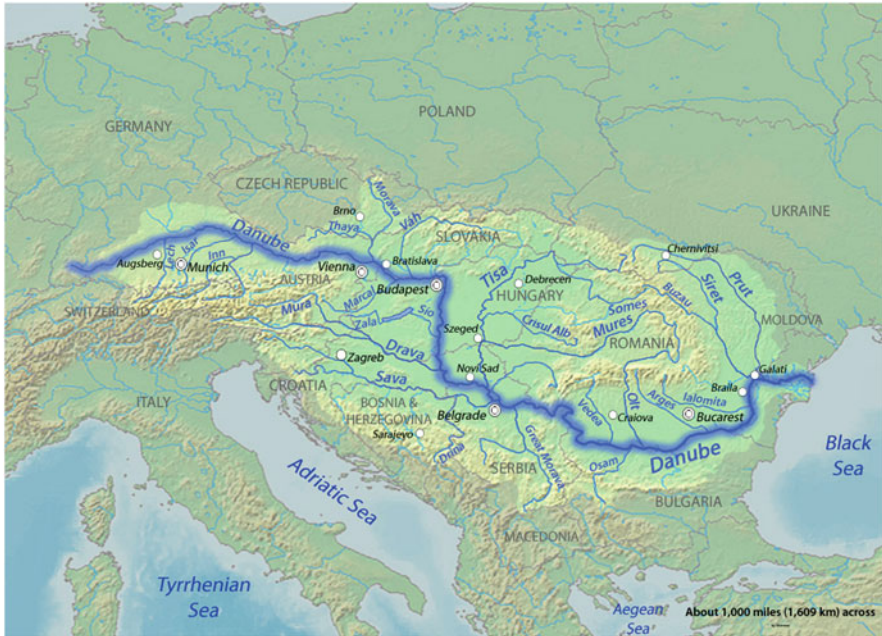 POLAND
GERMANY
CZECH REPUBLIC
UKRAINE
Morava
Vah
Brno
Thaya
SLOVAKIA
Danube
Chernivitsi
Lech
Isar
Inn
Augsberg
Munich
Vienna
Bratislava
AUSTRIA
Budapest
Tisa
Debrecen
HUNGARY
Siret
Prut
SWITZERLAND
Mura
Marcal
Sio
Zala
Somes
Buzau
MOLDOVA
Crisul Alb
Mures
Szeged
ROMANIA
Drava
Zagreb
Novi Sad
Galati
Braila
Sava
CROATIA
ITALY
BOSNIA &
HERZEGOVINA
Belgrade
Vedea
Craiova
Olt
Arges
Ialomita
Bucarest
Sarajeyo
Drina
Great Morava
SERBIA
Osam
Danube
Black
Sea
Adriatic Sea
BULGARIA
MACEDONIA
Tyrrhenian
Sea
Aegean
Sea
About 1,000 miles (1,609 km) across